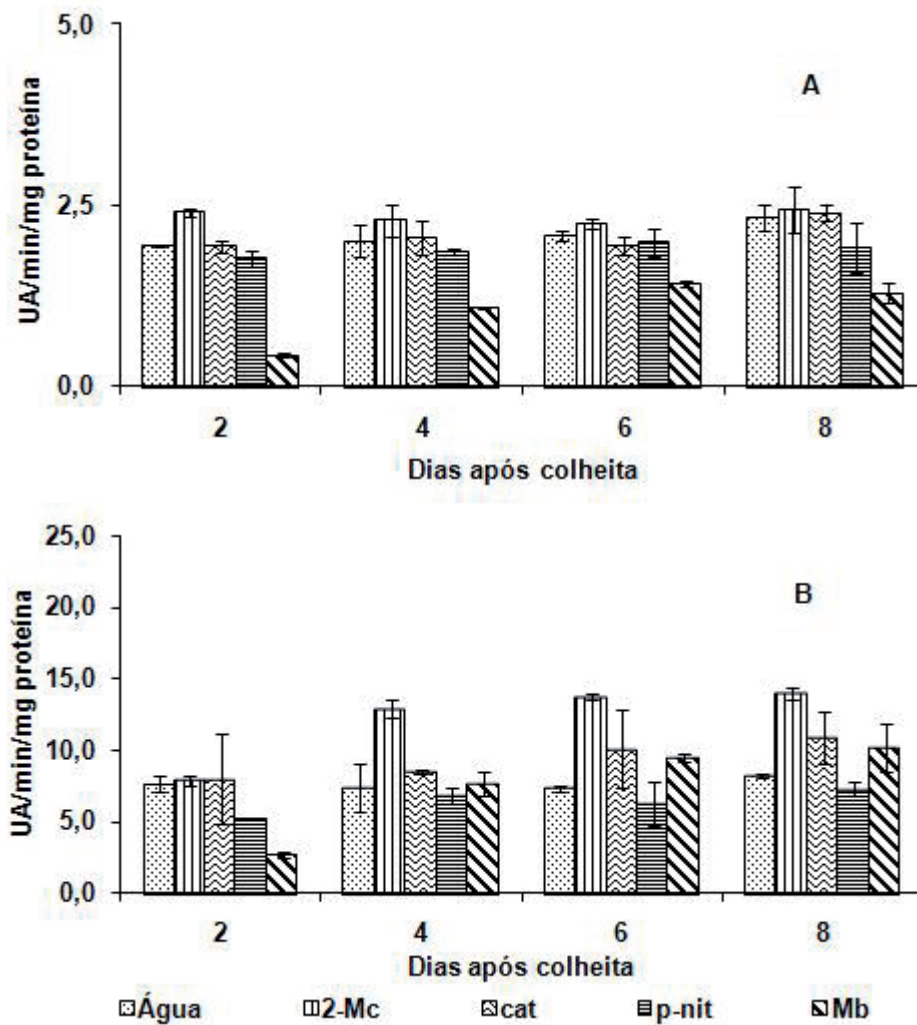 5,0
A
UA/min/mg proteína
2,5
0,0
2 4 6 8
Dias após colheita
25,0
B
20,0
UA/min/mg proteína
15,0
10,0
5,0
0,0
2 4 6 8
Dias após colheita
Água 2-Mc cat p-nit Mb